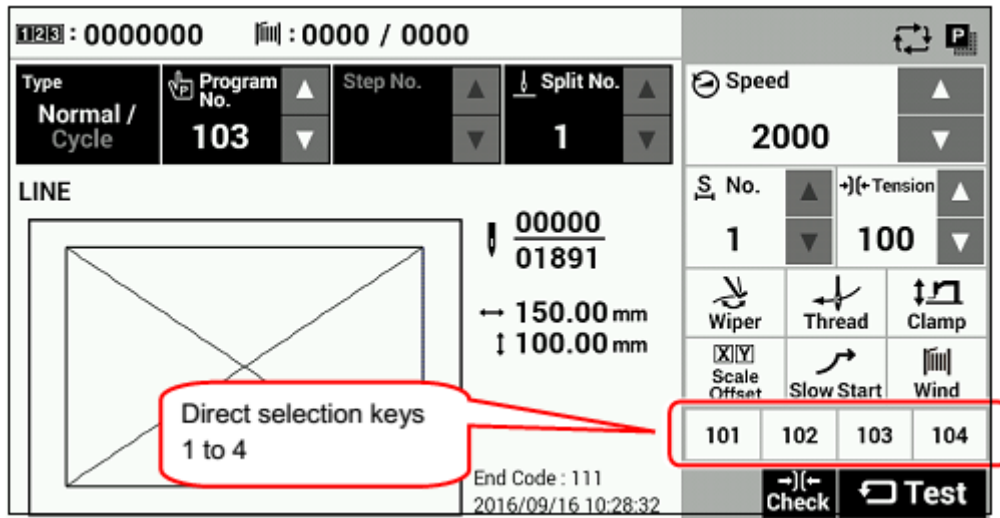 123 : 0000000 : 0000 / 0000
Type
Normal /
Cycle
P Program No.
103
Step No.
Split No.
1
P
Speed
2000
S No.
1
Tension
100
LINE
00000
01891
150.00 mm
100.00 mm
Wiper
Thread
Clamp
X Y
Scale
Offset
Slow Start
Wind
Direct selection keys
1 to 4
101 102 103 104
End Code : 111
2016/09/16 10:28:32
Check
Test